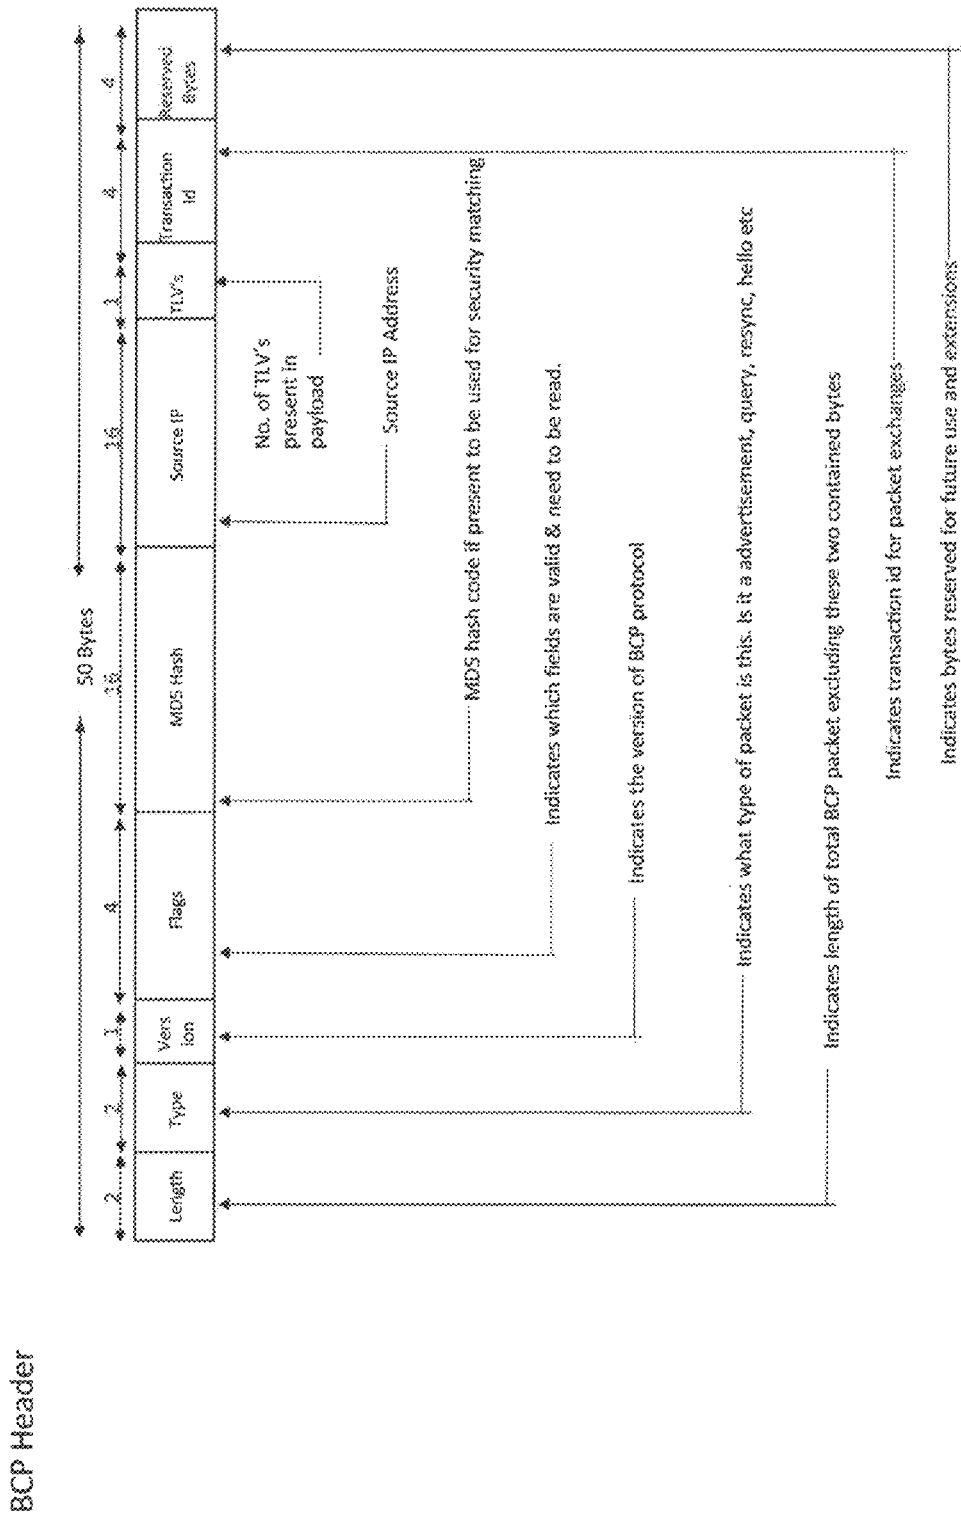 BCP Header
50 Bytes
2
2
1
4
16
16
1
4
4
Length
Type
Vers
ion
Flags
MD5 Hash
Source IP
TLV's
Transaction
Id
Reserved
Bytes
No. of TLV's
present in
payload
Source IP Address
MD5 hash code if present to be used for security matching
Indicates which fields are valid & need to be read.
Indicates the version of BCP protocol
Indicates what type of packet is this. Is it a advertisement, query, resync, hello etc
Indicates length of total BCP packet excluding these two contained bytes
Indicates transaction id for packet exchanges
Indicates bytes reserved for future use and extensions